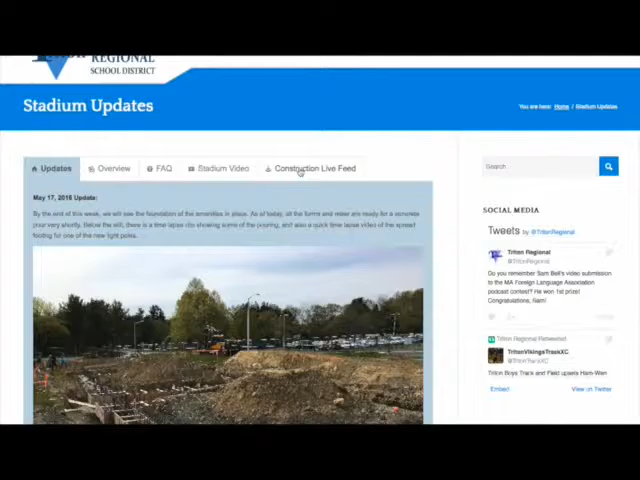 REGIONAL
SCHOOL DISTRICT
Stadium Updates
You are here: Home / Stadium Updates
Updates
Overview
FAQ
Stadium Video
Construction Live Feed
May 17, 2016 Update:
By the end of this week, we will see the foundation of the amenities in place. As of today, all the forms and rebar are ready for a concrete
pour very shortly. Below the still, there is a time lapse clip showing some of the pouring, and also a quick time lapse video of the spread
footing for one of the new light poles.
Search
SOCIAL MEDIA
Tweets by @TritonRegional
Triton Regional
@TritonRegional
Do you remember Sam Bell's video submission
to the MA Foreign Language Association
podcast contest? He won 1st prize!
Congratulations, Sam!
Triton Regional Retweeted
TritonVikingsTrackXC
Triton Boys Track and Field upsets Ham-Wen
Embed
View on Twitter